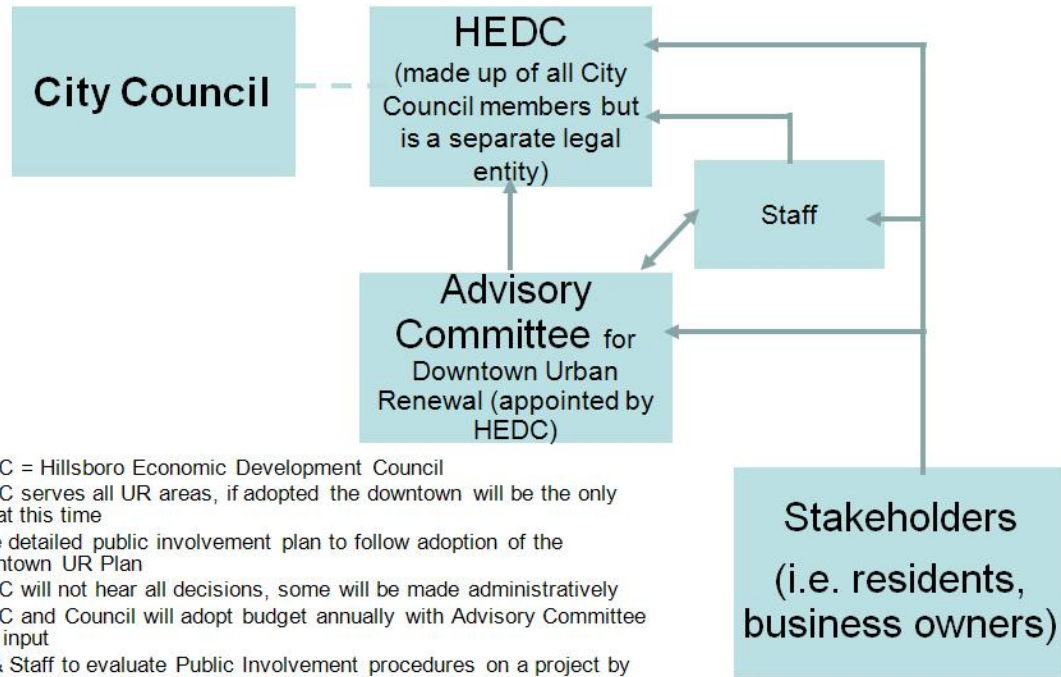 City Council
HEDC
(made up of all City
Council members but
is a separate legal
entity)
Staff
Advisory
Committee for
Downtown Urban
Renewal (appointed by
HEDC)
C = Hillsboro Economic Development Council
C serves all UR areas, if adopted the downtown will be the only
at this time
detailed public involvement plan to follow adoption of the
ntown UR Plan
C will not hear all decisions, some will be made administratively
C and Council will adopt budget annually with Advisory Committee
input
& Staff to evaluate Public Involvement procedures on a project by
Stakeholders
(i.e. residents,
business owners)